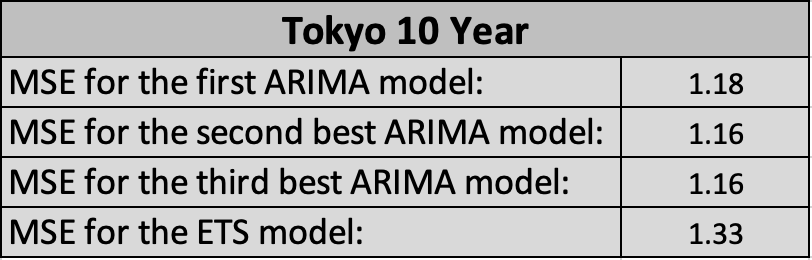 Tokyo 10 Year
MSE for the first ARIMA model: 1.18
MSE for the second best ARIMA model: 1.16
MSE for the third best ARIMA model: 1.16
MSE for the ETS model: 1.33